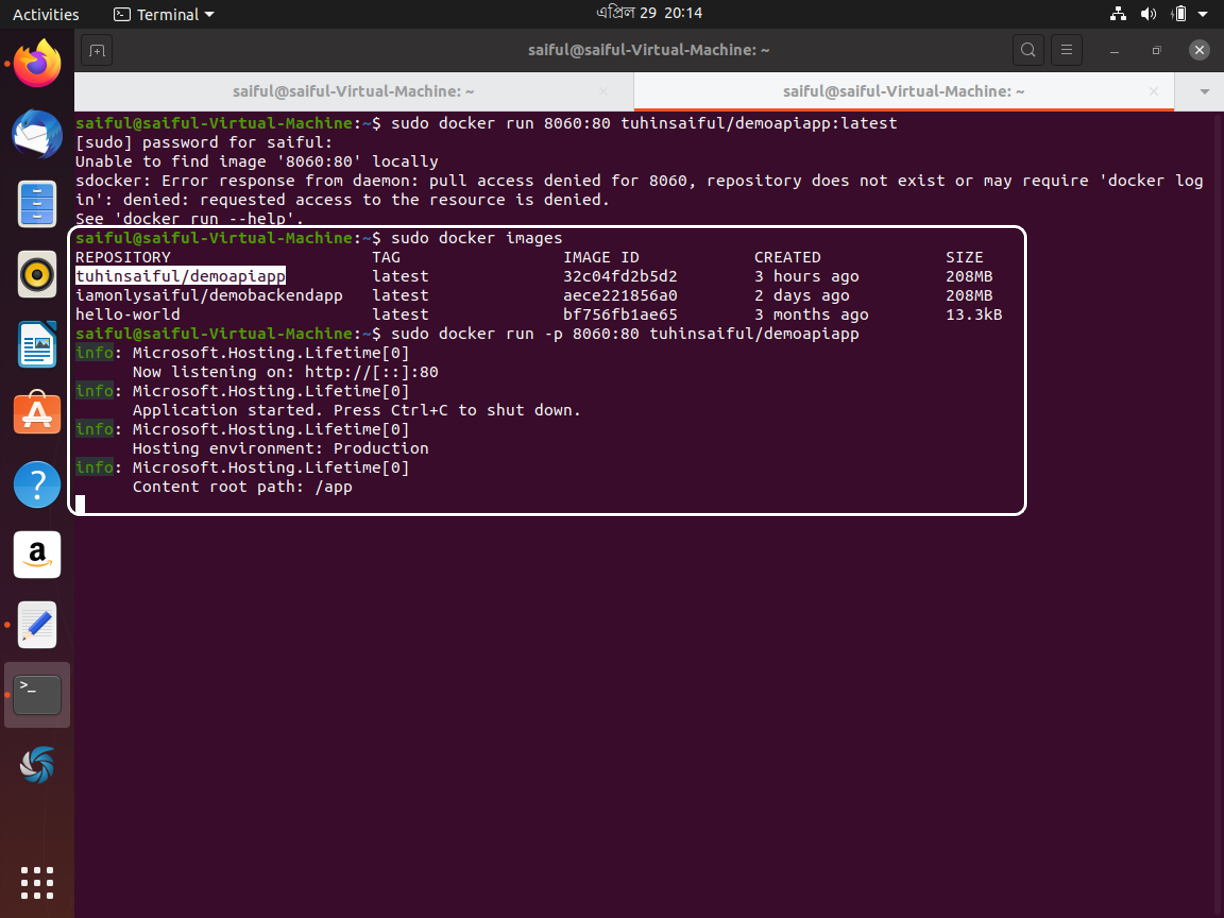 Activities Terminal এপ্রিল 29 20:14
saiful@saiful-Virtual-Machine: ~
saiful@saiful-Virtual-Machine: ~ saiful@saiful-Virtual-Machine: ~
saiful@saiful-Virtual-Machine:~$ sudo docker run 8060:80 tuhinsaiful/demoapiapp:latest
[sudo] password for saiful:
Unable to find image '8060:80' locally
sdocker: Error response from daemon: pull access denied for 8060, repository does not exist or may require 'docker log
in': denied: requested access to the resource is denied.
See 'docker run --help'.
saiful@saiful-Virtual-Machine:~$ sudo docker images
REPOSITORY TAG IMAGE ID CREATED SIZE
tuhinsaiful/demoapiapp latest 32c04fd2b5d2 3 hours ago 208MB
iamonlysaiful/demobackendapp latest aece221856a0 2 days ago 208MB
hello-world latest bf756fb1ae65 3 months ago 13.3kB
saiful@saiful-Virtual-Machine:~$ sudo docker run -p 8060:80 tuhinsaiful/demoapiapp
info: Microsoft.Hosting.Lifetime[0]
Now listening on: http://[::]:80
info: Microsoft.Hosting.Lifetime[0]
Application started. Press Ctrl+C to shut down.
info: Microsoft.Hosting.Lifetime[0]
Hosting environment: Production
info: Microsoft.Hosting.Lifetime[0]
Content root path: /app